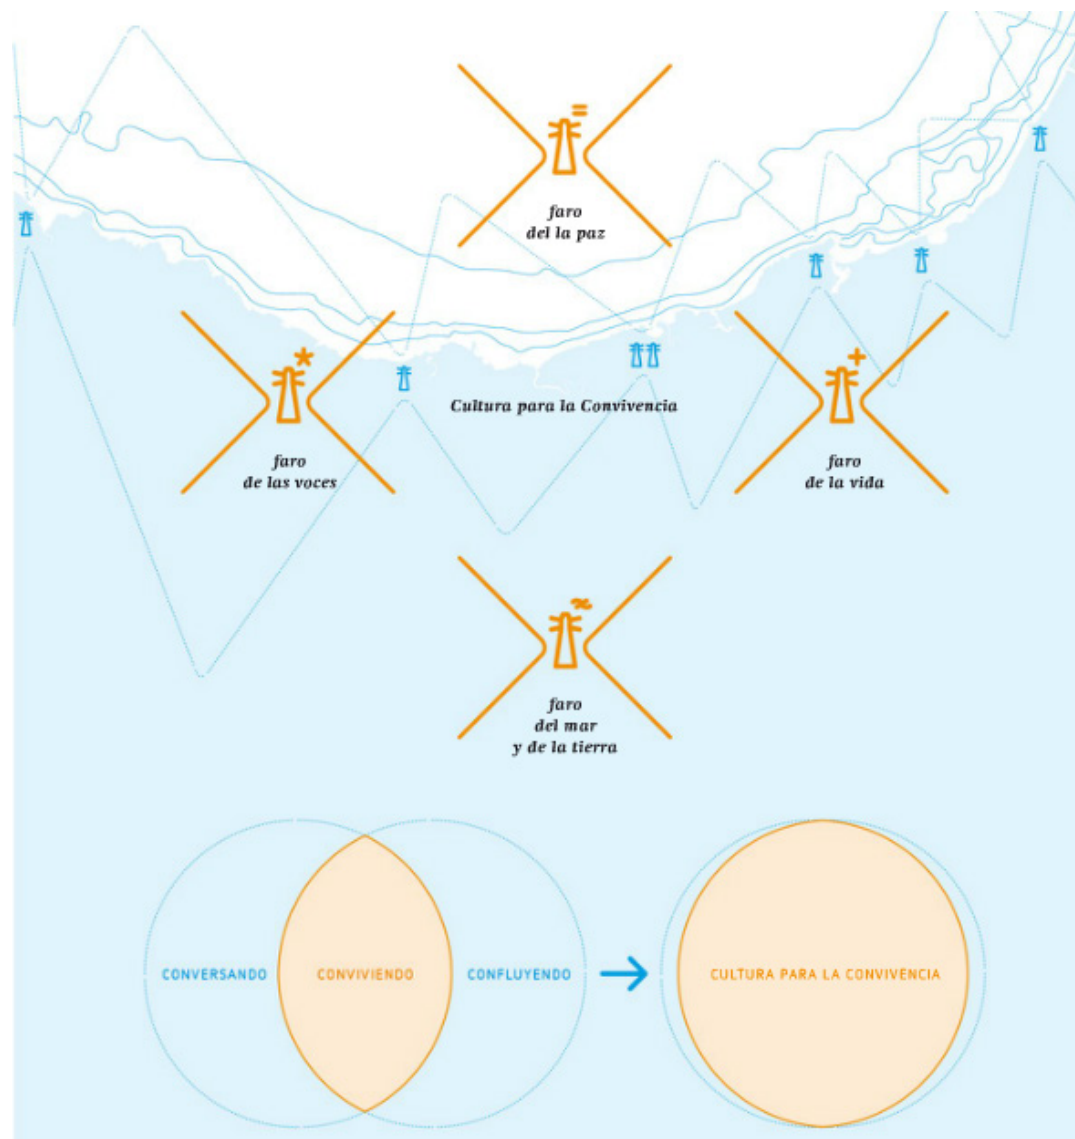 faro
del la paz
Cultura para la Convivencia
faro
de las voces
faro
de la vida
faro
del mar
y de la tierra
CONVERSANDO
CONVIVIENDO
CONFLUYENDO
CULTURA PARA LA CONVIVENCIA